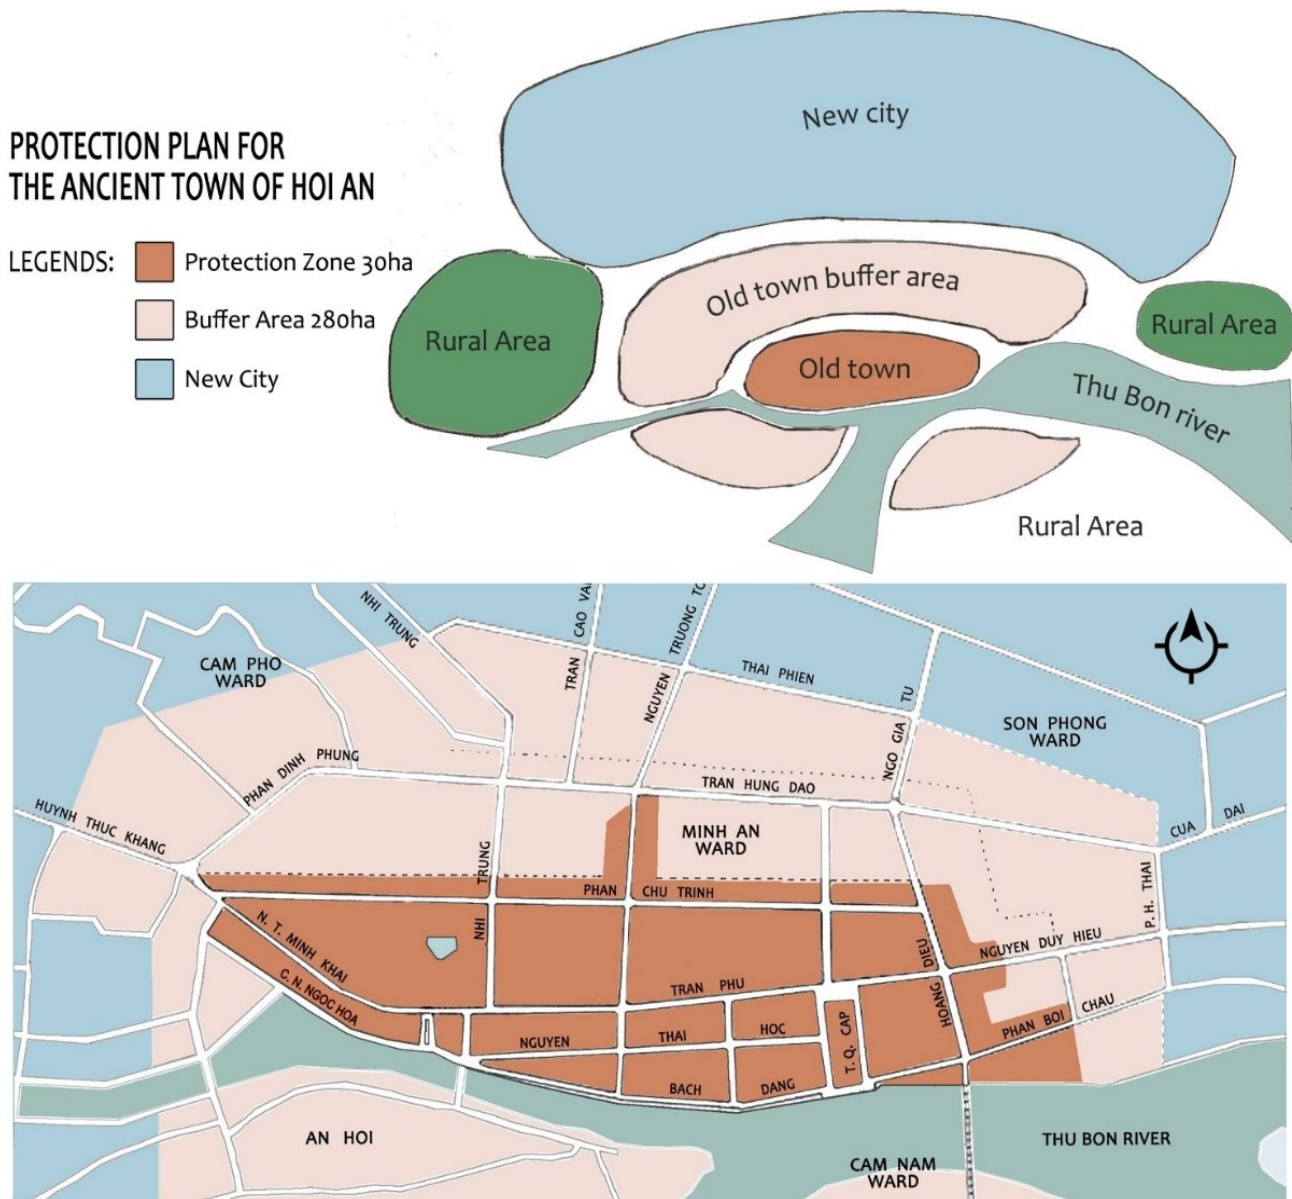 PROTECTION PLAN FOR
THE ANCIENT TOWN OF HOI AN
LEGENDS:
Protection Zone 30ha
Buffer Area 280ha
New City
New city
Old town buffer area
Rural Area
Rural Area
Old town
Thu Bon river
Rural Area
NHI TRUNG
TRAN CAO VA
NGUYEN TRUONG TO
CAM PHO
WARD
THAI PHIEN
NGO GIA TU
SON PHONG
WARD
PHAN DINH PHUNG
TRAN HUNG DAO
HUYNH THUC KHANG
MINH AN
WARD
CUA DAI
NHI TRUNG
PHAN CHU TRINH
P. H. THAI
N. T. MINH KHAI
C. N. NGOC HOA
HOANG DIEU
NGUYEN DUY HIEU
TRAN PHU
NGUYEN THAI HOC
T. Q. CAP
PHAN BOI CHAU
BACH DANG
AN HOI
THU BON RIVER
CAM NAM
WARD